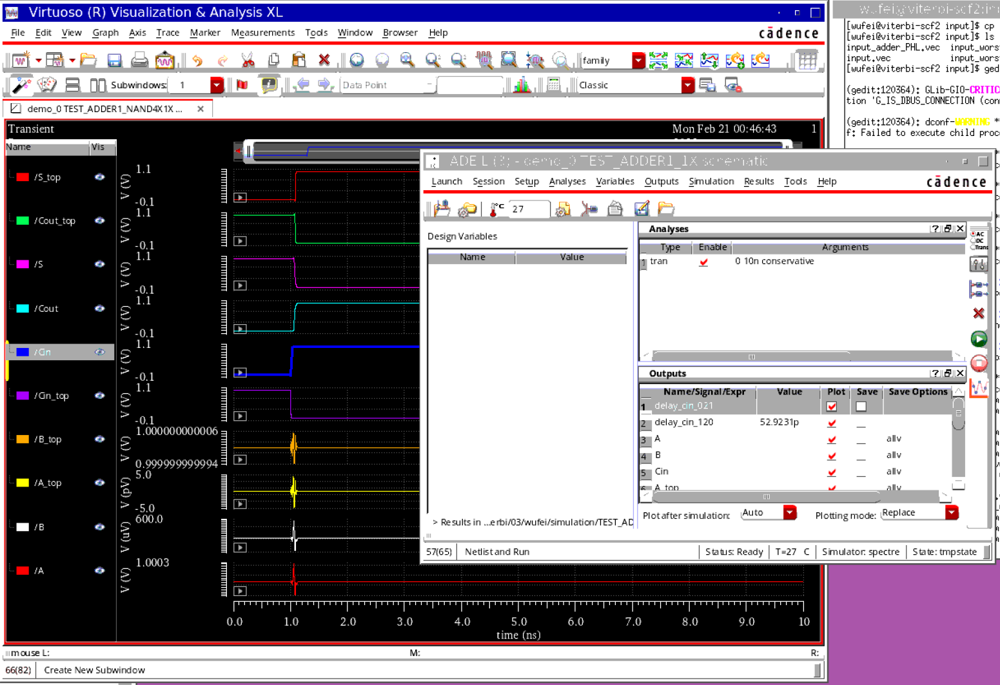 Virtuoso (R) Visualization & Analysis XL
File Edit View Graph Axis Trace Marker Measurements Tools Window Browser Help
cādence
family
Subwindows: 1
Data Point
Classic
demo_0 TEST_ADDER1_NAND4X1X ...
Transient
Mon Feb 21 00:46:43
1
Name Vis
/S_top
/Cout_top
/S
/Cout
/Cin
/Cin_top
/B_top
/A_top
/B
/A
V (V)
1.1
-0.1
V (V)
1.1
-0.1
V (V)
1.1
-0.1
V (V)
1.1
-0.1
V (V)
1.1
-0.1
V (V)
1.1
-0.1
V (V)
1.000000000006
0.999999999994
V (pV)
5.0
-5.0
V (uV)
600.0
V (V)
1.0003
0.0 1.0 2.0 3.0 4.0 5.0 6.0 7.0 8.0 9.0 10
time (ns)
mouse L: M: R:
66(82) Create New Subwindow
ADE L (3) - demo_0 TEST_ADDER1_1X schematic
Launch Session Setup Analyses Variables Outputs Simulation Results Tools Help
cādence
°C 27
Design Variables
Name Value
Analyses
Type Enable Arguments
1 tran 0 10n conservative
AC
DC
Trans
Outputs
Name/Signal/Expr Value Plot Save Save Options
1 delay_cin_021
2 delay_cin_120 52.9231p
3 A allv
4 B allv
5 Cin allv
6 A_top allv
> Results in ...erbi/03/wufei/simulation/TEST_AD
Plot after simulation: Auto Plotting mode: Replace
57(65) Netlist and Run Status: Ready T=27 C Simulator: spectre State: tmpstate
wufei@viterbi-scf2:in
[wufei@viterbi-scf2 input]$ cp
[wufei@viterbi-scf2 input]$ ls
input_adder_PHL.vec input_wors
input.vec input_wors
[wufei@viterbi-scf2 input]$ ged
(gedit:120364): GLib-GIO-CRITIC
tion 'G_IS_DBUS_CONNECTION (con
(gedit:120364): dconf-WARNING *
f: Failed to execute child proc